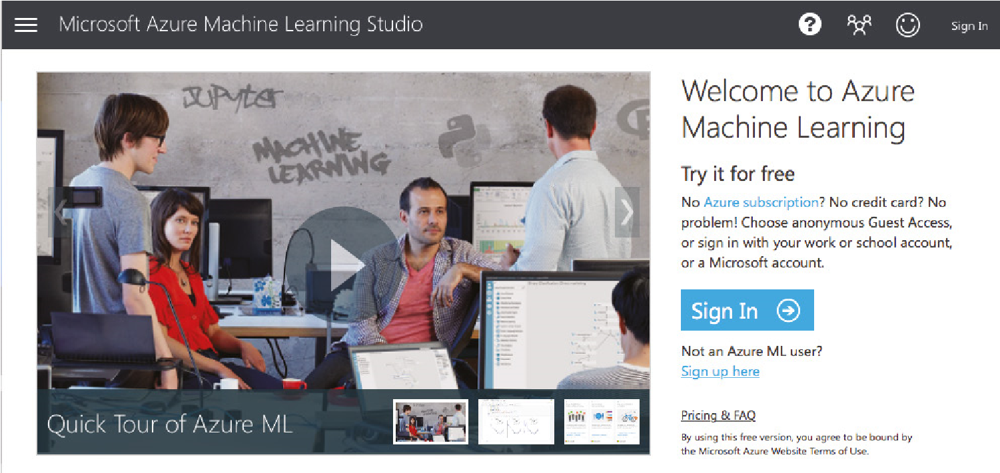 Microsoft Azure Machine Learning Studio
Sign In
JUPyter
MACHINE
LEARNING
R
Quick Tour of Azure ML
Welcome to Azure
Machine Learning
Try it for free
No Azure subscription? No credit card? No
problem! Choose anonymous Guest Access,
or sign in with your work or school account,
or a Microsoft account.
Sign In
Not an Azure ML user?
Sign up here
Pricing & FAQ
By using this free version, you agree to be bound by
the Microsoft Azure Website Terms of Use.